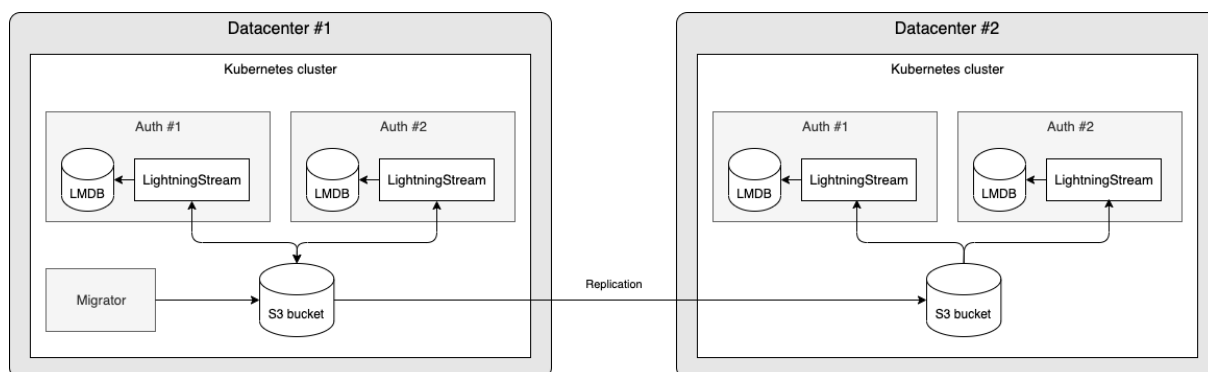 Datacenter #1
Kubernetes cluster
Auth #1
LMDB
LightningStream
Auth #2
LMDB
LightningStream
Migrator
S3 bucket
Replication
Datacenter #2
Kubernetes cluster
Auth #1
LMDB
LightningStream
Auth #2
LMDB
LightningStream
S3 bucket